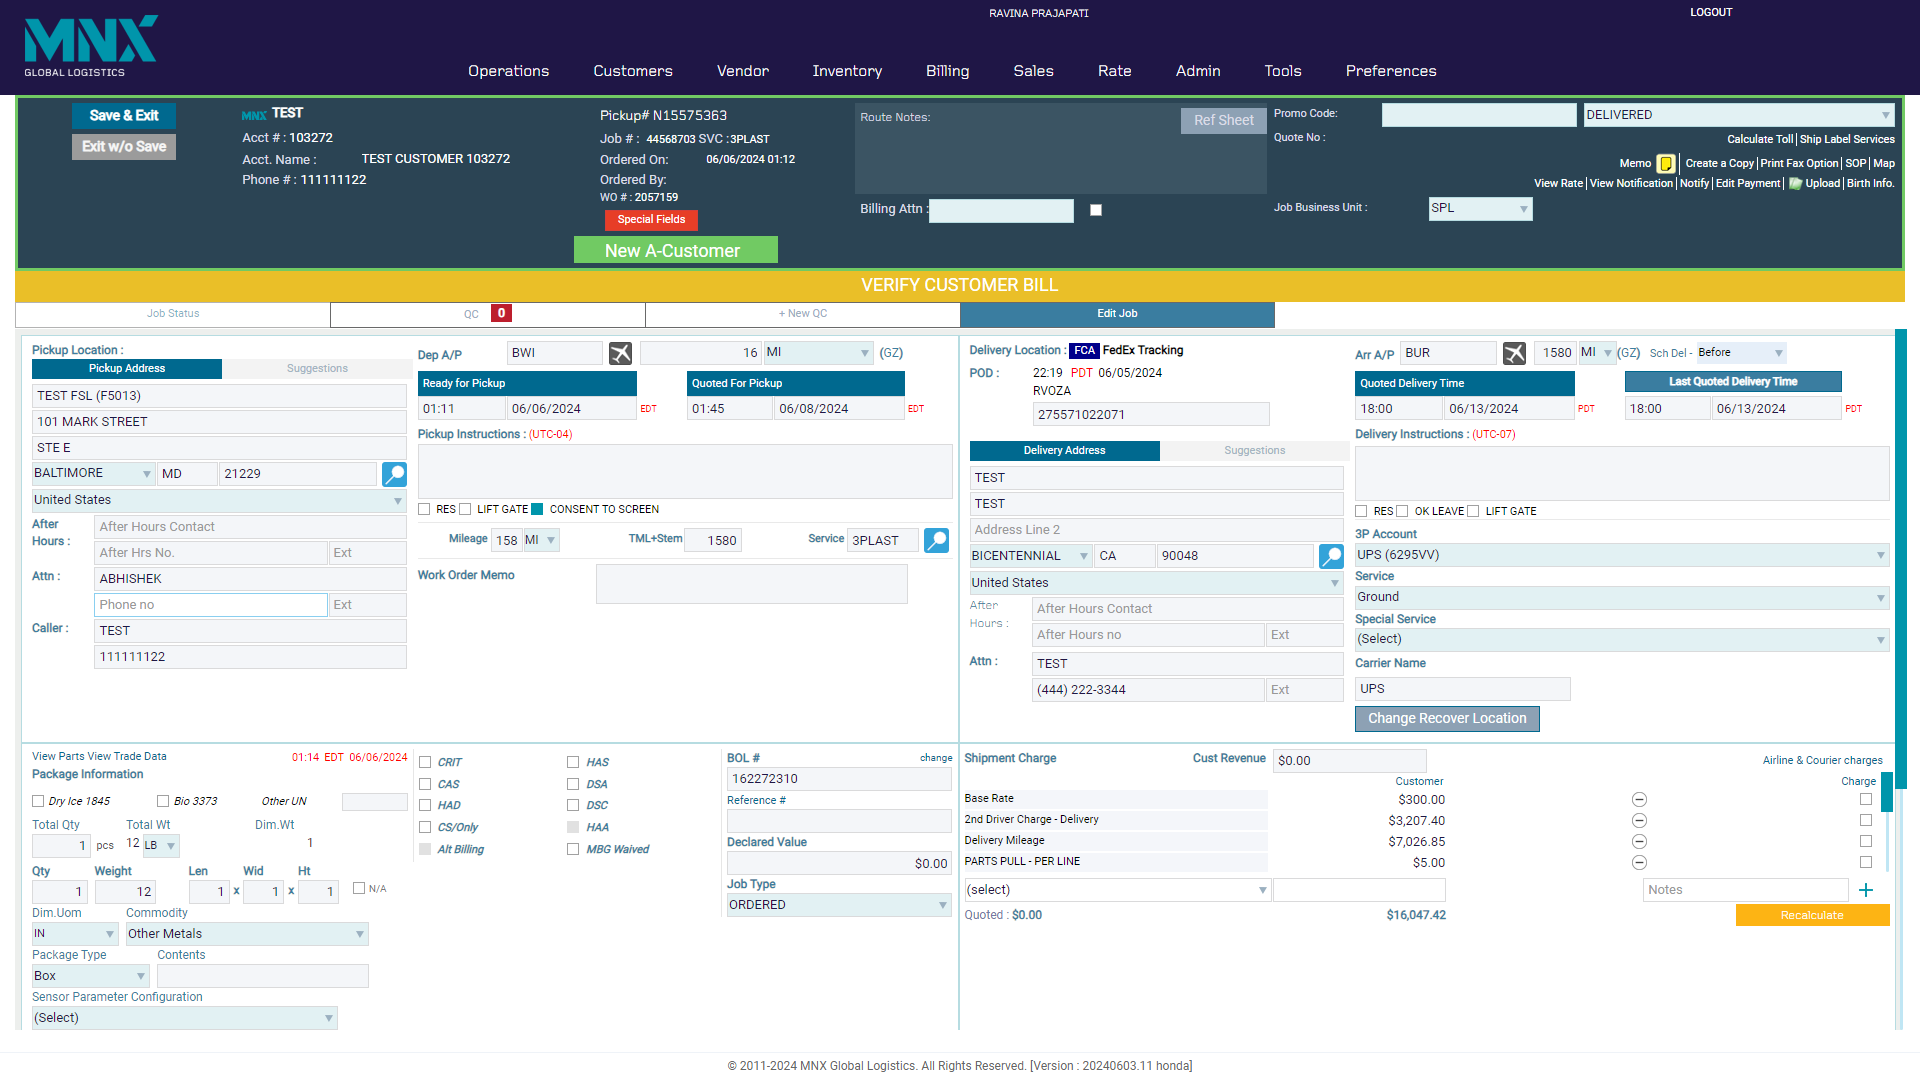 RAVINA PRAJAPATI
LOGOUT
MNX
GLOBAL LOGISTICS
Operations Customers Vendor Inventory Billing Sales Rate Admin Tools Preferences
Save & Exit
Exit w/o Save
MNX TEST
Acct # : 103272
Acct. Name : TEST CUSTOMER 103272
Phone # : 111111122
Pickup# N15575363
Job # : 44568703 SVC :3PLAST
Ordered On: 06/06/2024 01:12
Ordered By:
WO # : 2057159
Special Fields
New A-Customer
Route Notes:
Ref Sheet
Billing Attn :
Promo Code:
DELIVERED
Quote No :
Calculate Toll | Ship Label Services
Memo | Create a Copy | Print Fax Option | SOP | Map
View Rate | View Notification | Notify | Edit Payment | Upload | Birth Info.
Job Business Unit : SPL
VERIFY CUSTOMER BILL
Job Status
QC 0
+ New QC
Edit Job
Pickup Location :
Pickup Address
Suggestions
TEST FSL (F5013)
101 MARK STREET
STE E
BALTIMORE MD 21229
United States
After Hours : After Hours Contact
After Hrs No. Ext
Attn : ABHISHEK
Phone no Ext
Caller : TEST
111111122
Dep A/P BWI 16 MI (GZ)
Ready for Pickup
01:11 06/06/2024 EDT
Quoted For Pickup
01:45 06/08/2024 EDT
Pickup Instructions : (UTC-04)
RES LIFT GATE CONSENT TO SCREEN
Mileage 158 MI TML+Stem 1580 Service 3PLAST
Work Order Memo
Delivery Location : FCA FedEx Tracking
POD : 22:19 PDT 06/05/2024
RVOZA
275571022071
Delivery Address
Suggestions
TEST
TEST
Address Line 2
BICENTENNIAL CA 90048
United States
After Hours : After Hours Contact
After Hours no Ext
Attn : TEST
(444) 222-3344 Ext
Arr A/P BUR 1580 MI (GZ) Sch Del - Before
Quoted Delivery Time
18:00 06/13/2024 PDT
Last Quoted Delivery Time
18:00 06/13/2024 PDT
Delivery Instructions : (UTC-07)
RES OK LEAVE LIFT GATE
3P Account
UPS (6295VV)
Service
Ground
Special Service
(Select)
Carrier Name
UPS
Change Recover Location
View Parts View Trade Data 01:14 EDT 06/06/2024
Package Information
Dry Ice 1845 Bio 3373 Other UN
Total Qty Total Wt Dim.Wt
1 pcs 12 LB 1
Qty Weight Len Wid Ht
1 12 1 x 1 x 1 N/A
Dim.Uom Commodity
IN Other Metals
Package Type Contents
Box
Sensor Parameter Configuration
(Select)
CRIT HAS
CAS DSA
HAD DSC
CS/Only HAA
Alt Billing MBG Waived
BOL # change
162272310
Reference #
Declared Value
$0.00
Job Type
ORDERED
Shipment Charge Cust Revenue $0.00 Airline & Courier charges
Customer Charge
Base Rate $300.00
2nd Driver Charge - Delivery $3,207.40
Delivery Mileage $7,026.85
PARTS PULL - PER LINE $5.00
(select) Notes +
Quoted : $0.00 $16,047.42
Recalculate
© 2011-2024 MNX Global Logistics. All Rights Reserved. [Version : 20240603.11 honda]